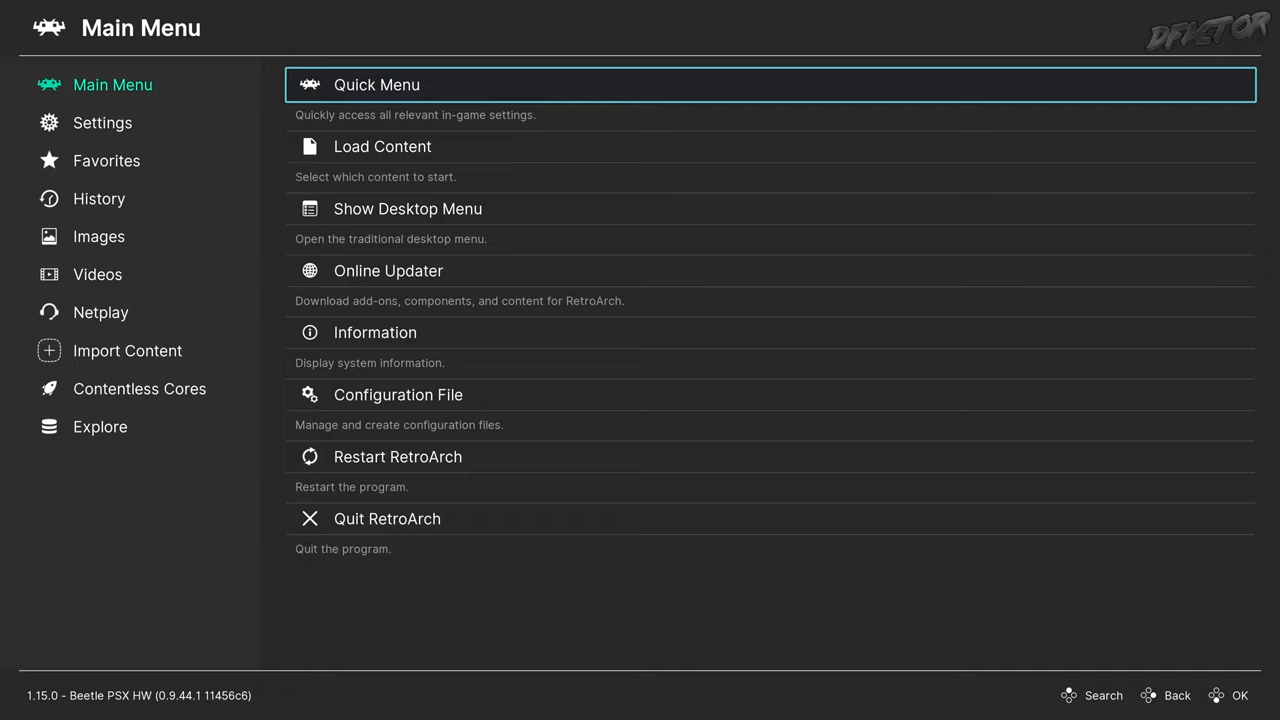 Main Menu
DFACTOR
Main Menu
Settings
Favorites
History
Images
Videos
Netplay
Import Content
Contentless Cores
Explore
Quick Menu
Quickly access all relevant in-game settings.
Load Content
Select which content to start.
Show Desktop Menu
Open the traditional desktop menu.
Online Updater
Download add-ons, components, and content for RetroArch.
Information
Display system information.
Configuration File
Manage and create configuration files.
Restart RetroArch
Restart the program.
Quit RetroArch
Quit the program.
1.15.0 - Beetle PSX HW (0.9.44.1 11456c6)
Search Back OK